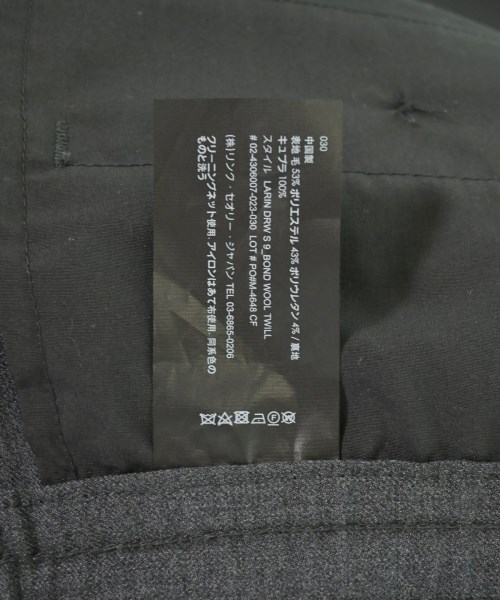 030
中国製
表地 毛 53% ポリエステル 43% ポリウレタン 4% / 裏地
キュプラ 100%
スタイル LARIN DRW S 9_BOND WOOL TWILL
# 02-4306007-023-030 LOT # PO#M-4648 CF
(株)リンク・セオリー・ジャパン TEL 03-6865-0206
クリーニングネット使用. アイロンはあて布使用. 同系色の
ものと洗う